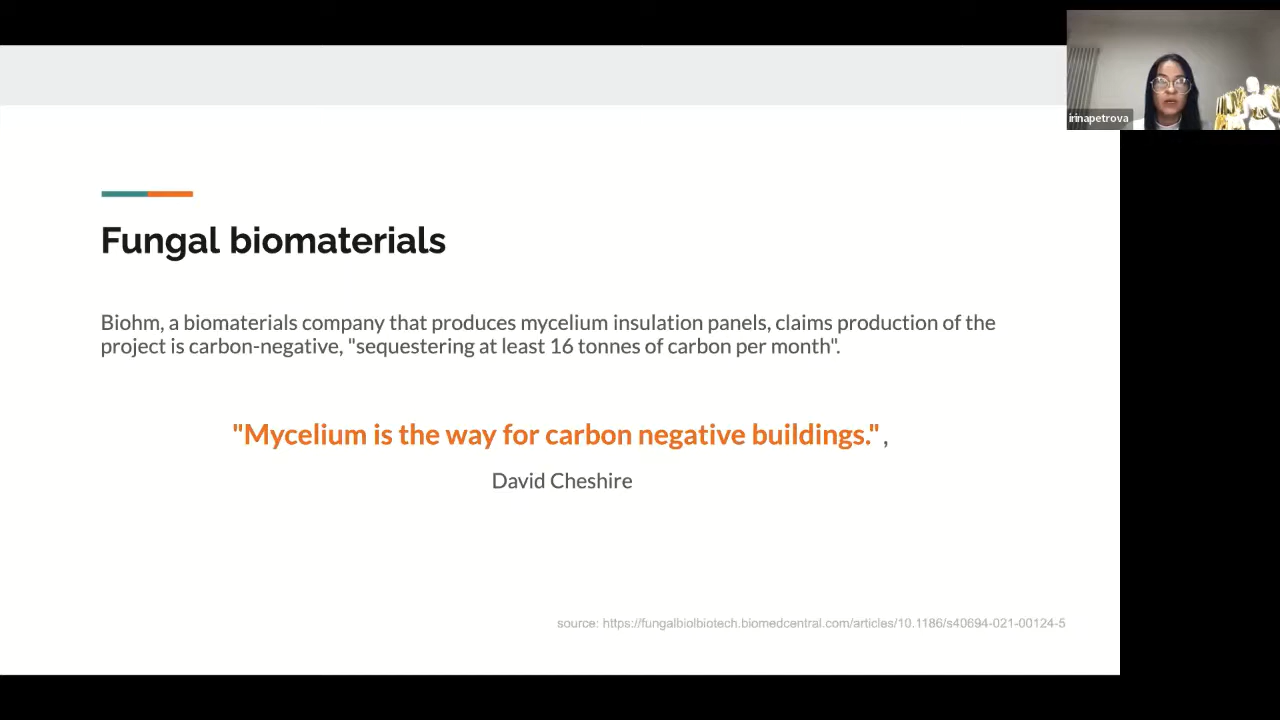 irinapetrova
Fungal biomaterials
Biohm, a biomaterials company that produces mycelium insulation panels, claims production of the
project is carbon-negative, "sequestering at least 16 tonnes of carbon per month".
"Mycelium is the way for carbon negative buildings." ,
David Cheshire
source: https://fungalbiolbiotech.biomedcentral.com/articles/10.1186/s40694-021-00124-5